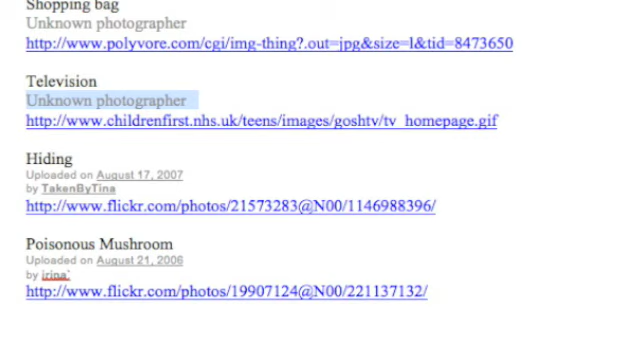 Shopping bag
Unknown photographer
http://www.polyvore.com/cgi/img-thing?.out=jpg&size=l&tid=8473650
Television
Unknown photographer
http://www.childrenfirst.nhs.uk/teens/images/goshtv/tv_homepage.gif
Hiding
Uploaded on August 17, 2007
by TakenByTina
http://www.flickr.com/photos/21573283@N00/1146988396/
Poisonous Mushroom
Uploaded on August 21, 2006
by irina`
http://www.flickr.com/photos/19907124@N00/221137132/